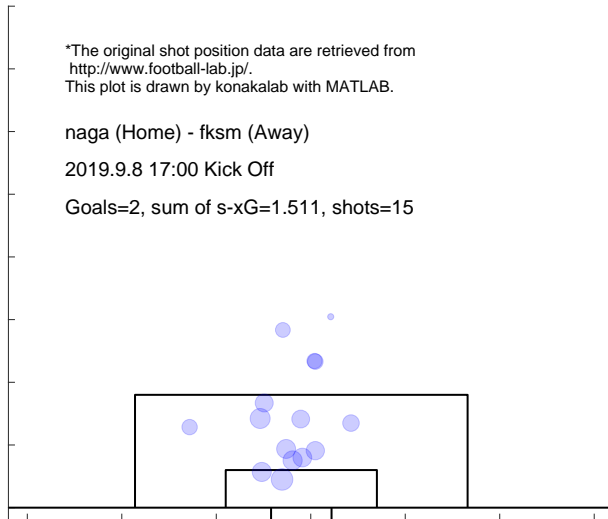 *The original shot position data are retrieved from
http://www.football-lab.jp/.
This plot is drawn by konakalab with MATLAB.
naga (Home) - fksm (Away)
2019.9.8 17:00 Kick Off
Goals=2, sum of s-xG=1.511, shots=15